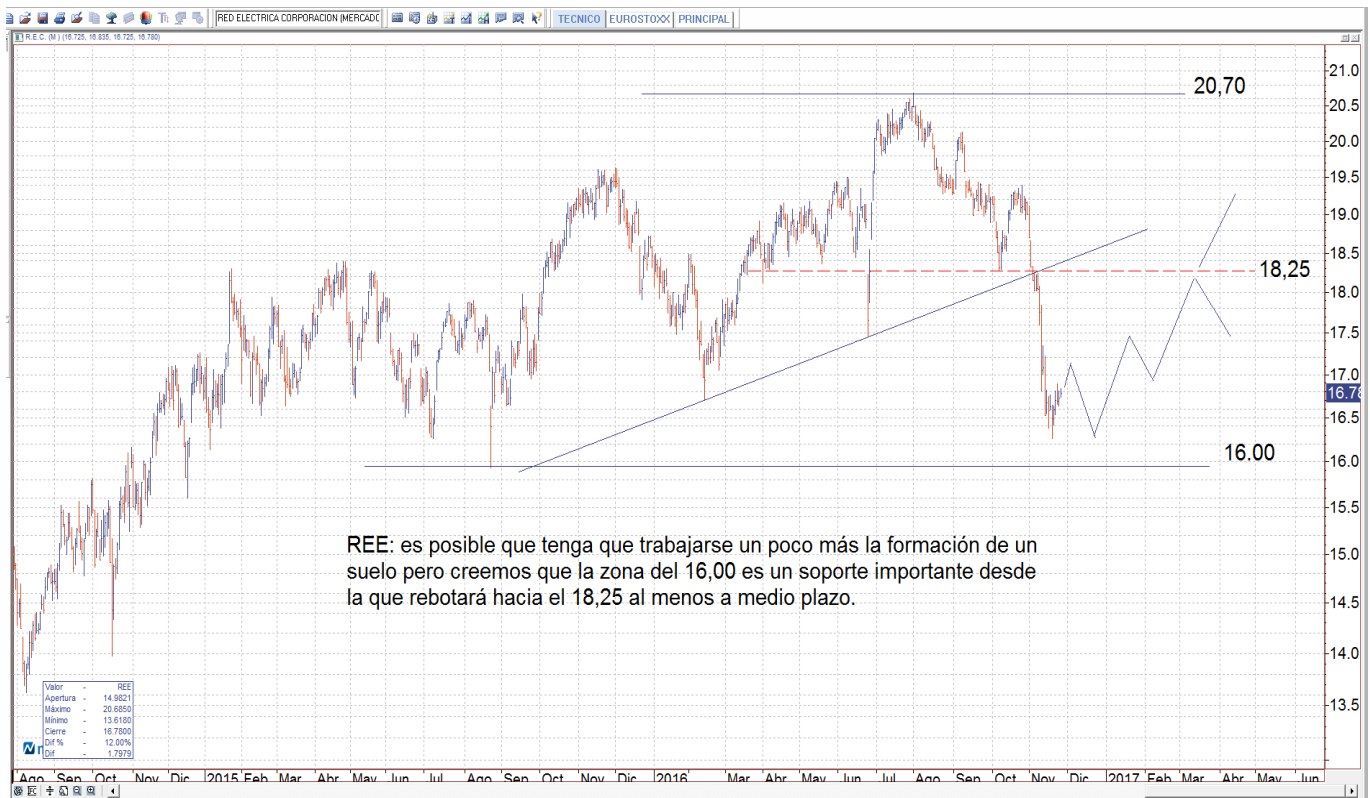 RED ELECTRICA CORPORACION (MERCADO
TECNICO EUROSTOXX PRINCIPAL
R.E.C. (M) (16.725, 16.835, 16.725, 16.780)
20,70
18,25
16.00
21.0
20.5
20.0
19.5
19.0
18.5
18.0
17.5
17.0
16.78
16.5
16.0
15.5
15.0
14.5
14.0
13.5
REE: es posible que tenga que trabajarse un poco más la formación de un
suelo pero creemos que la zona del 16,00 es un soporte importante desde
la que rebotará hacia el 18,25 al menos a medio plazo.
Valor - REE
Apertura - 14.9821
Máximo - 20.6850
Mínimo - 13.6180
Cierre - 16.7800
Dif % - 12.00%
Dif - 1.7979
Ago Sep Oct Nov Dic 2015 Feb Mar Abr May Jun Jul Ago Sep Oct Nov Dic 2016 Mar Abr May Jun Jul Ago Sep Oct Nov Dic 2017 Feb Mar Abr May Jun